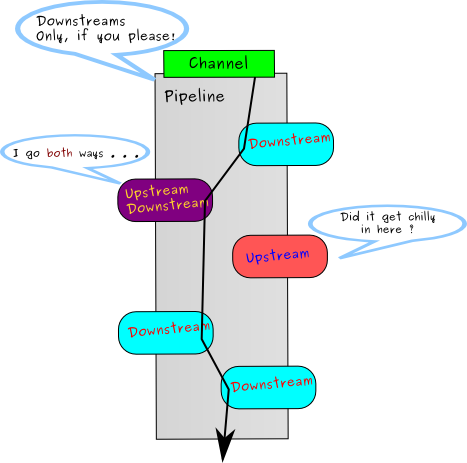 Downstreams
Only, if you please!
Channel
Pipeline
Downstream
I go both ways ...
Upstream
Downstream
Did it get chilly
in here ?
Upstream
Downstream
Downstream